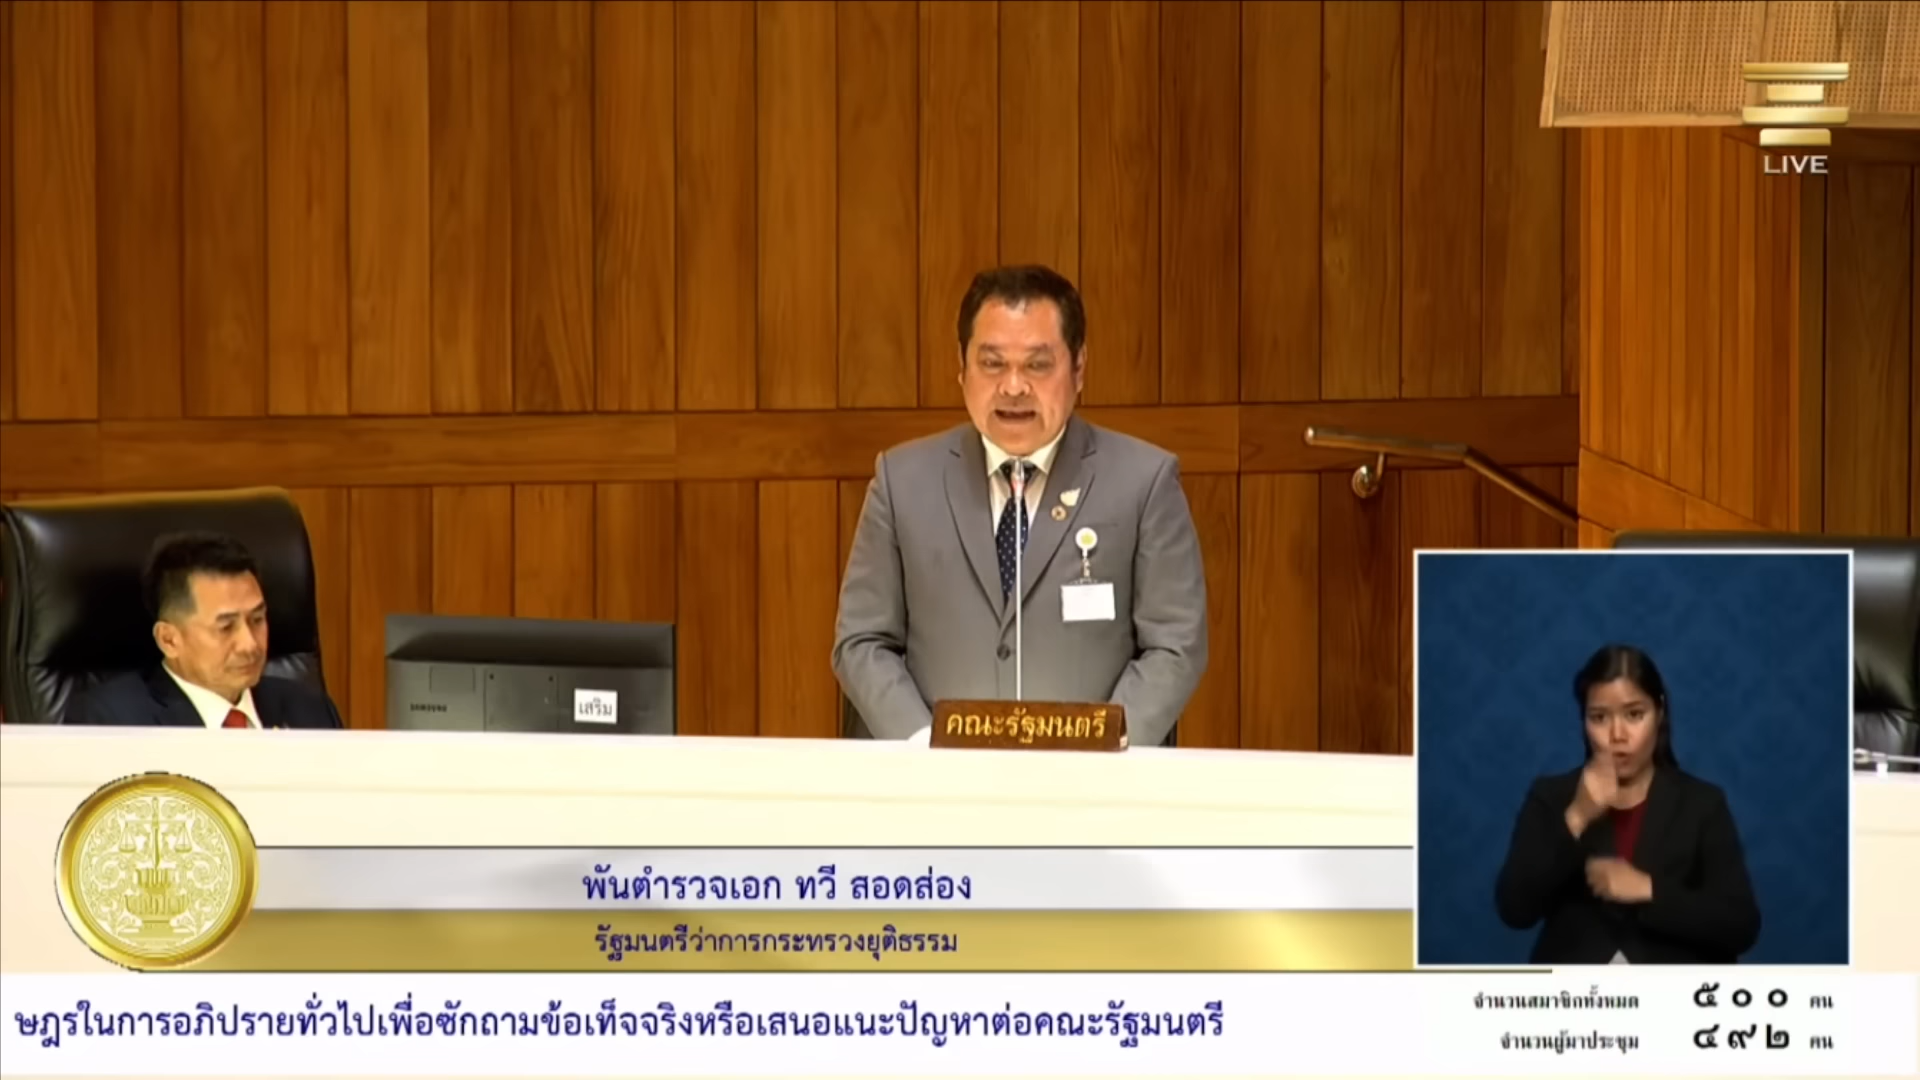 LIVE
SAMSUNG
เสริม
คณะรัฐมนตรี
พันตำรวจเอก ทวี สอดส่อง
รัฐมนตรีว่าการกระทรวงยุติธรรม
ษฎรในการอภิปรายทั่วไปเพื่อซักถามข้อเท็จจริงหรือเสนอแนะปัญหาต่อคณะรัฐมนตรี
จำนวนสมาชิกทั้งหมด ๕๐๐ คน
จำนวนผู้มาประชุม ๔๙๒ คน